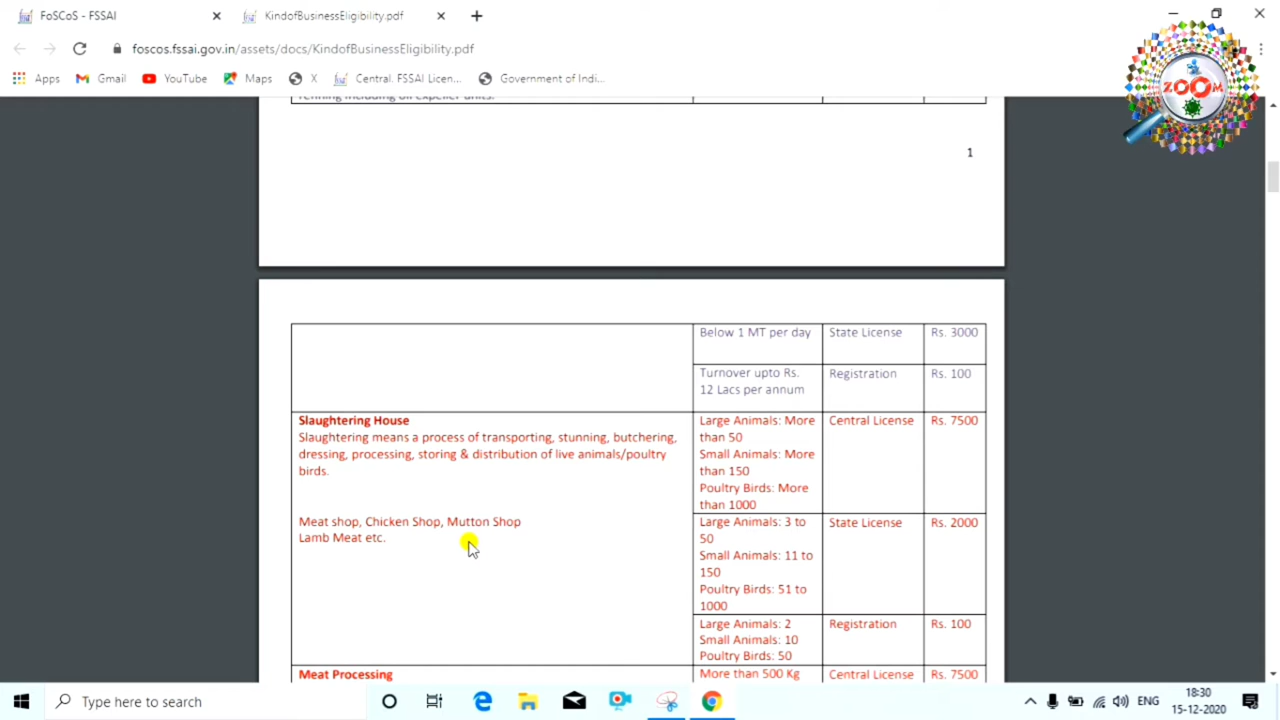 FoSCoS - FSSAI
KindofBusinessEligibility.pdf
foscos.fssai.gov.in/assets/docs/KindofBusinessEligibility.pdf
Apps
Gmail
YouTube
Maps
X
Central. FSSAI Licen...
Government of Indi...
ZOOM
refining including oil expeller units.
1
Below 1 MT per day
State License
Rs. 3000
Turnover upto Rs.
12 Lacs per annum
Registration
Rs. 100
Slaughtering House
Slaughtering means a process of transporting, stunning, butchering,
dressing, processing, storing & distribution of live animals/poultry
birds.
Meat shop, Chicken Shop, Mutton Shop
Lamb Meat etc.
Large Animals: More
than 50
Small Animals: More
than 150
Poultry Birds: More
than 1000
Central License
Rs. 7500
Large Animals: 3 to
50
Small Animals: 11 to
150
Poultry Birds: 51 to
1000
State License
Rs. 2000
Large Animals: 2
Small Animals: 10
Poultry Birds: 50
Registration
Rs. 100
Meat Processing
More than 500 Kg
Central License
Rs. 7500
Type here to search
ENG
18:30
15-12-2020